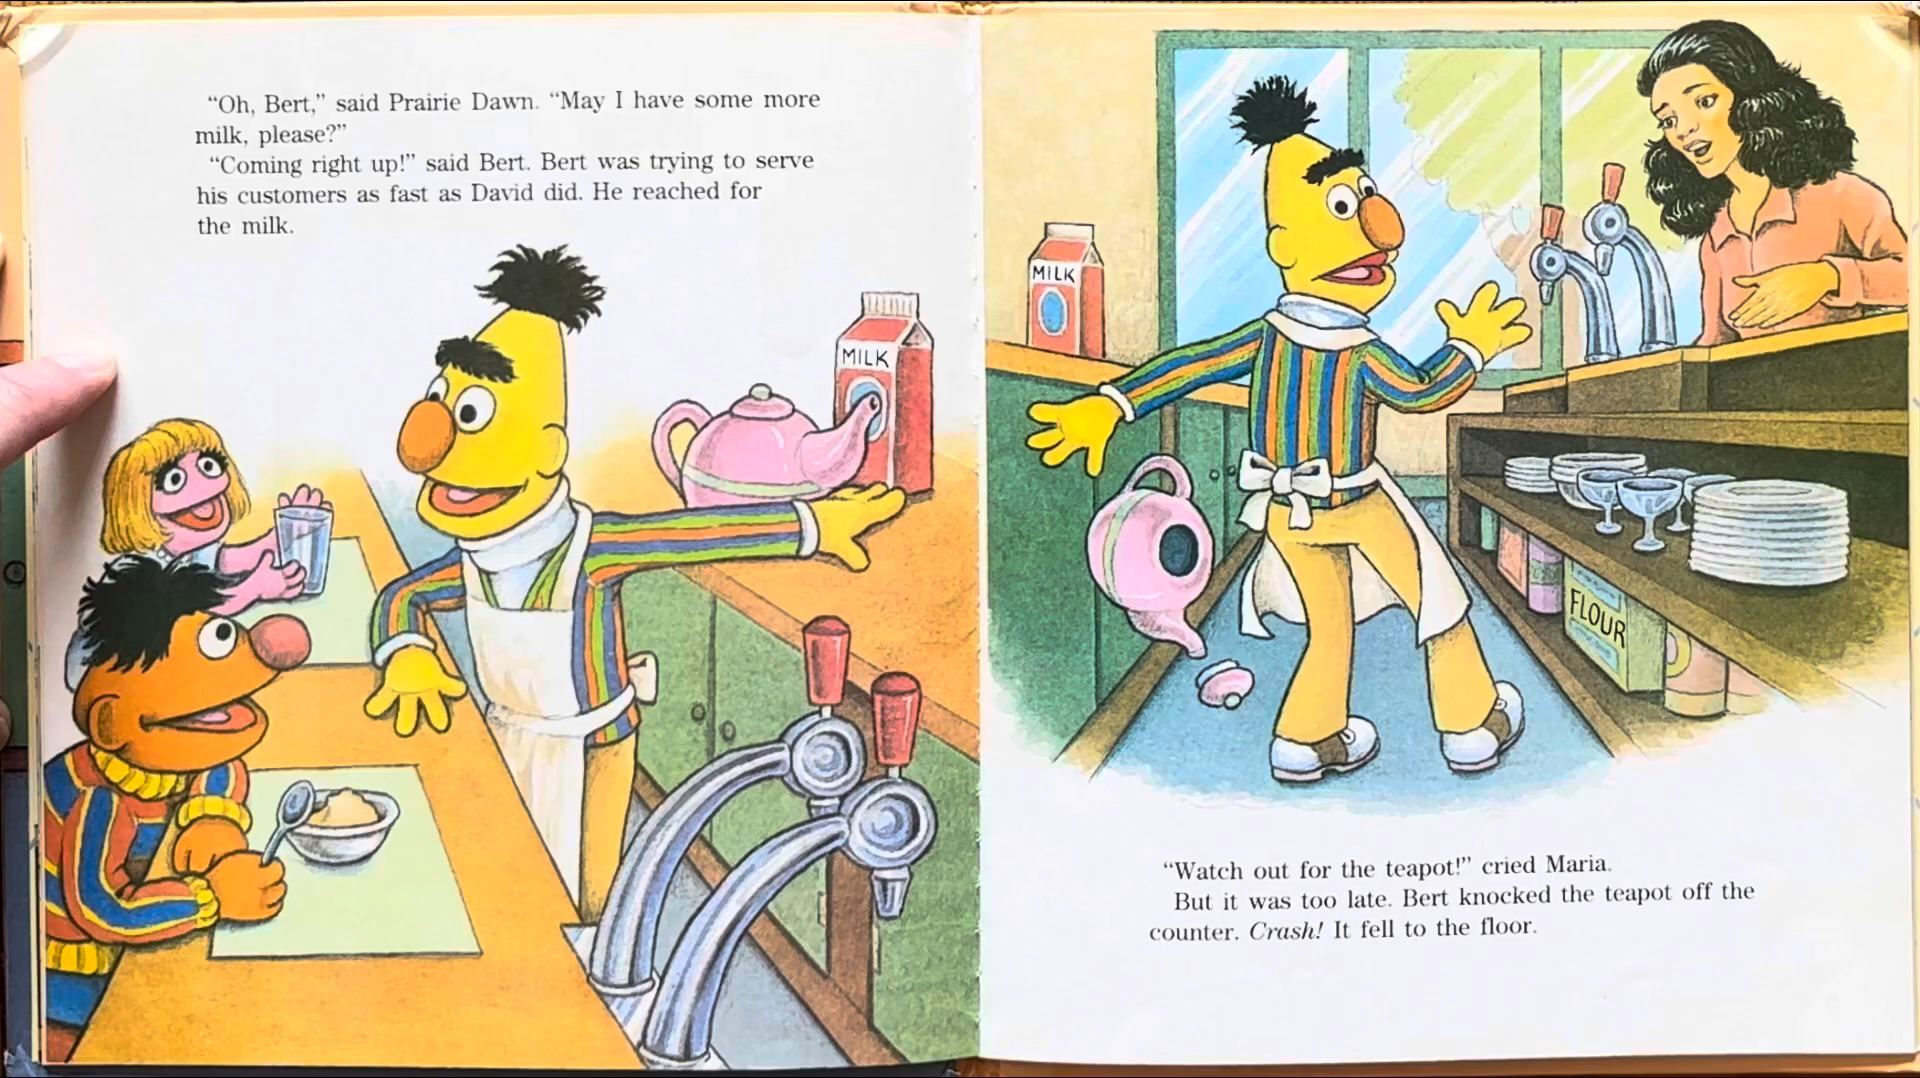 “Oh, Bert,” said Prairie Dawn. “May I have some more
milk, please?”
“Coming right up!” said Bert. Bert was trying to serve
his customers as fast as David did. He reached for
the milk.
MILK
MILK
FLOUR
“Watch out for the teapot!” cried Maria.
But it was too late. Bert knocked the teapot off the
counter. Crash! It fell to the floor.